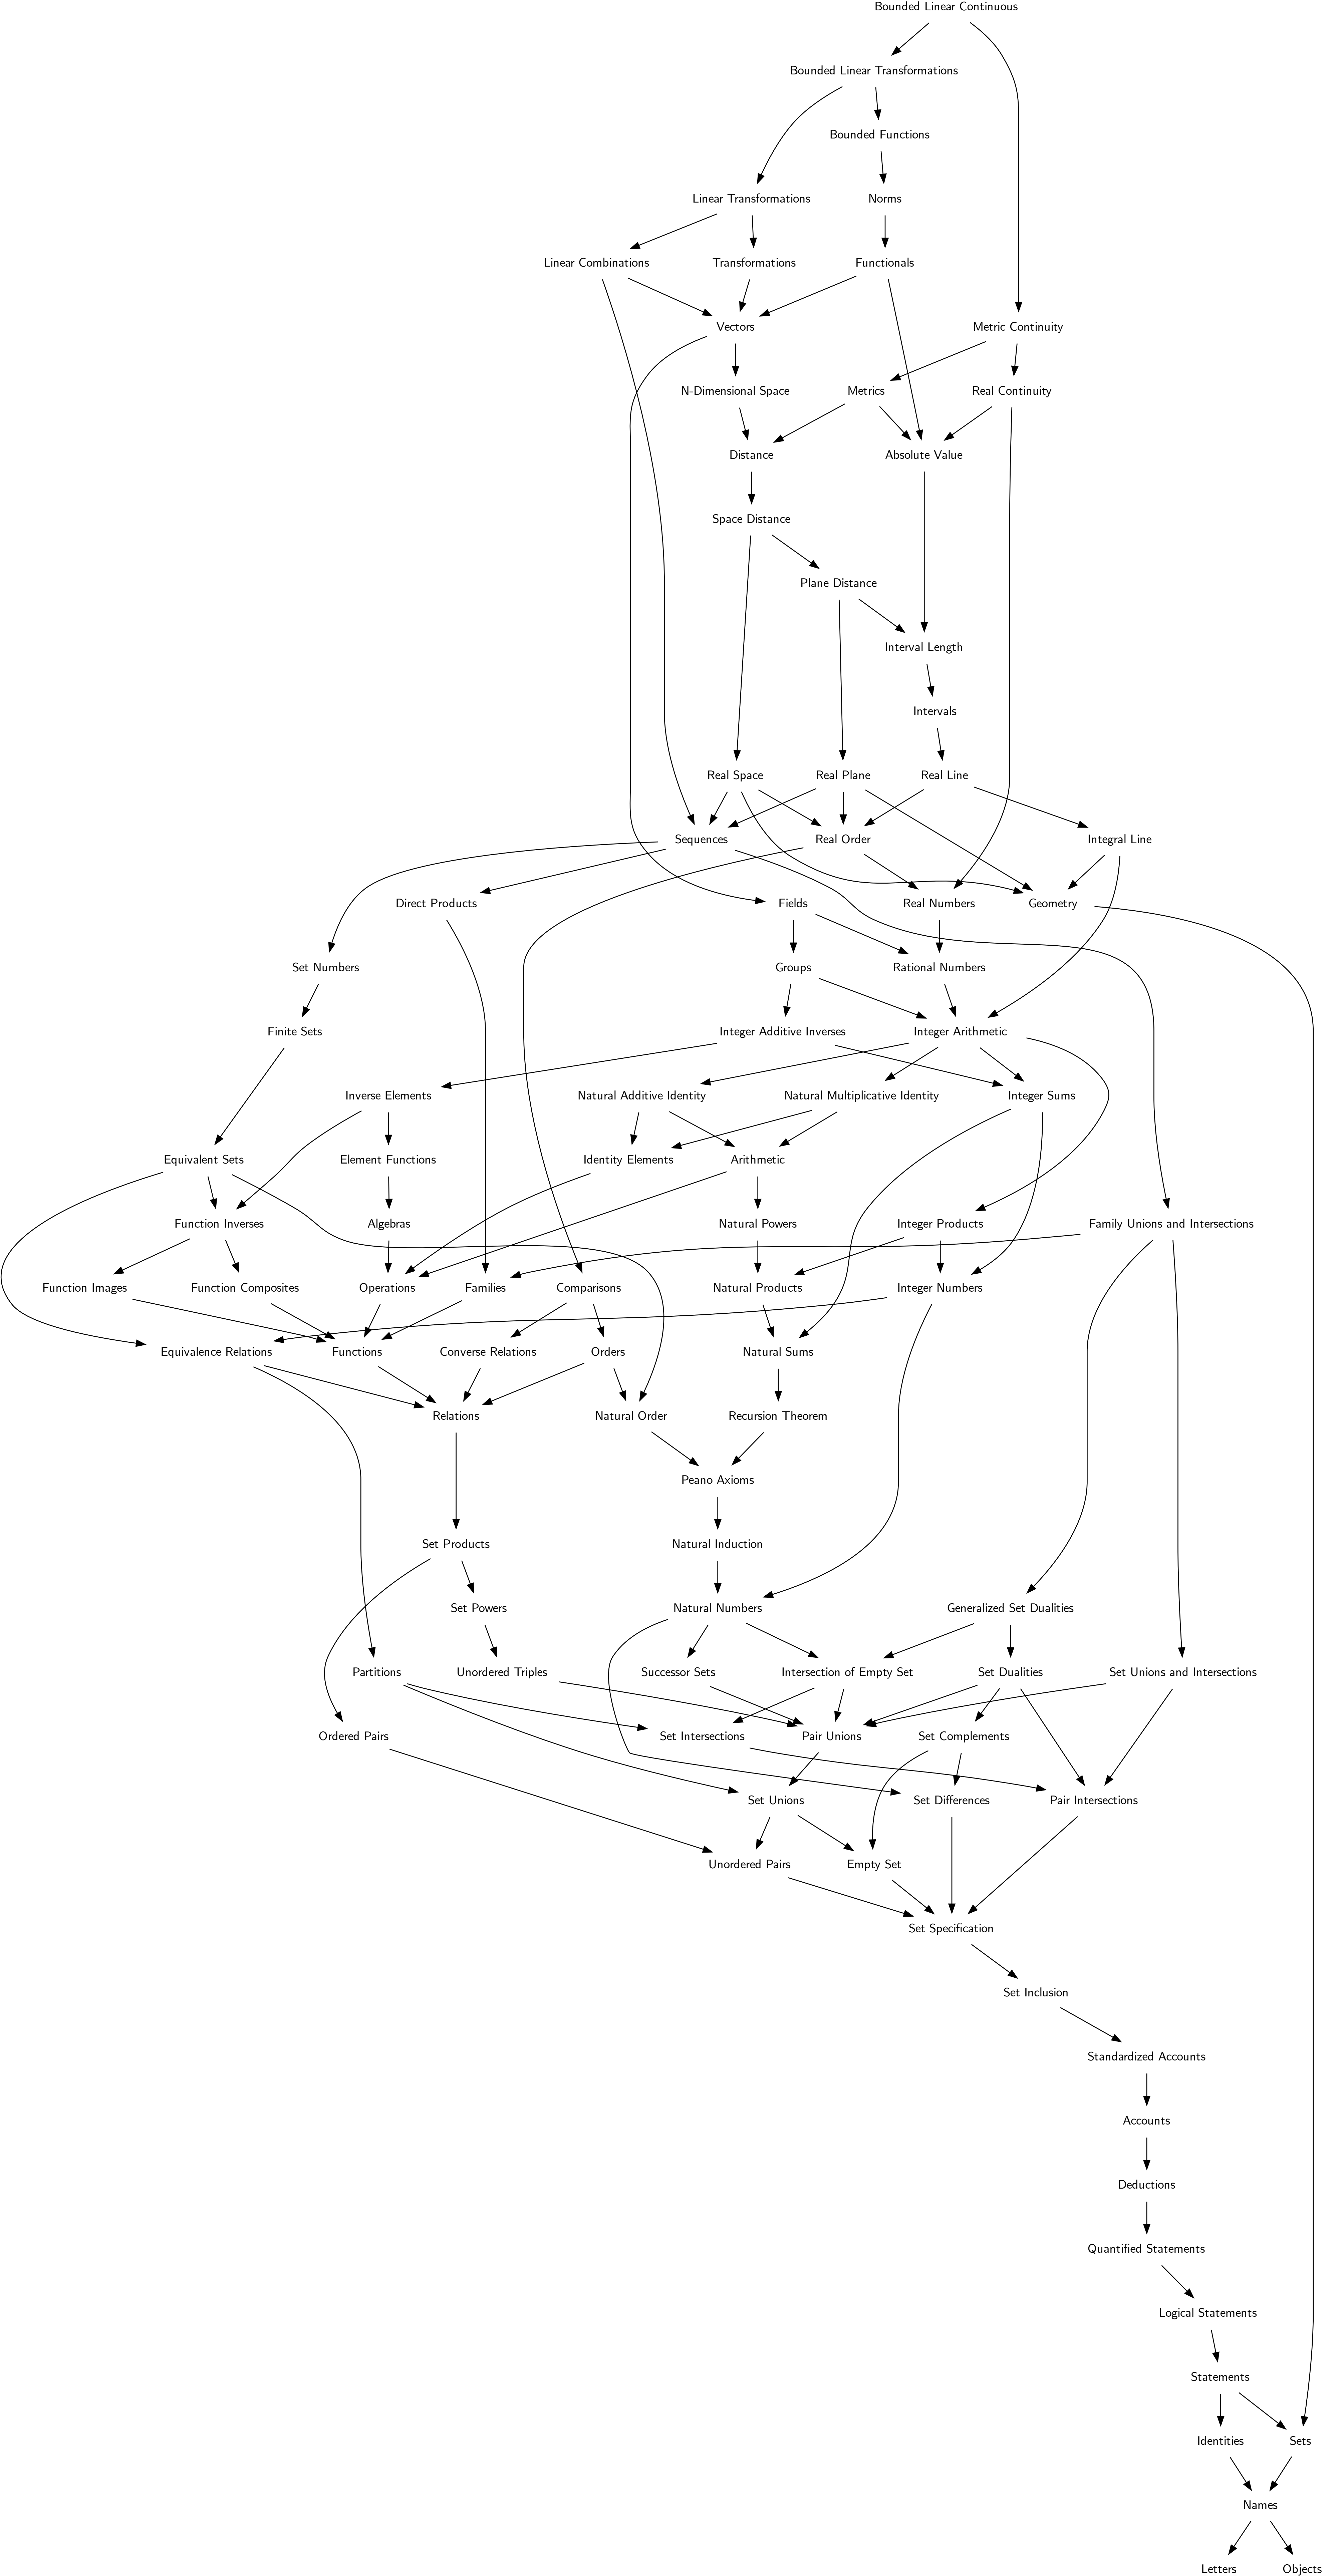 Bounded Linear Continuous
Bounded Linear Transformations
Bounded Functions
Linear Transformations
Norms
Linear Combinations
Transformations
Functionals
Vectors
Metric Continuity
N-Dimensional Space
Metrics
Real Continuity
Distance
Absolute Value
Space Distance
Plane Distance
Interval Length
Intervals
Real Space
Real Plane
Real Line
Sequences
Real Order
Integral Line
Direct Products
Fields
Real Numbers
Geometry
Set Numbers
Groups
Rational Numbers
Finite Sets
Integer Additive Inverses
Integer Arithmetic
Inverse Elements
Natural Additive Identity
Natural Multiplicative Identity
Integer Sums
Equivalent Sets
Element Functions
Identity Elements
Arithmetic
Function Inverses
Algebras
Natural Powers
Integer Products
Family Unions and Intersections
Function Images
Function Composites
Operations
Families
Comparisons
Natural Products
Integer Numbers
Equivalence Relations
Functions
Converse Relations
Orders
Natural Sums
Relations
Natural Order
Recursion Theorem
Peano Axioms
Set Products
Natural Induction
Set Powers
Natural Numbers
Generalized Set Dualities
Partitions
Unordered Triples
Successor Sets
Intersection of Empty Set
Set Dualities
Set Unions and Intersections
Ordered Pairs
Set Intersections
Pair Unions
Set Complements
Set Unions
Set Differences
Pair Intersections
Unordered Pairs
Empty Set
Set Specification
Set Inclusion
Standardized Accounts
Accounts
Deductions
Quantified Statements
Logical Statements
Statements
Identities
Sets
Names
Letters
Objects